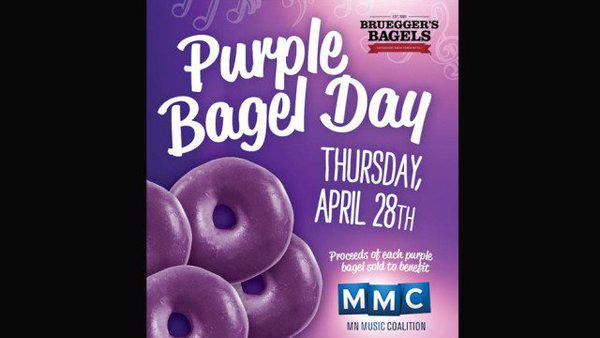 BRUEGGER'S
BAGELS
Purple
Bagel Day
THURSDAY,
APRIL 28TH
Proceeds of each purple
bagel sold to benefit
MMC
MN MUSIC COALITION